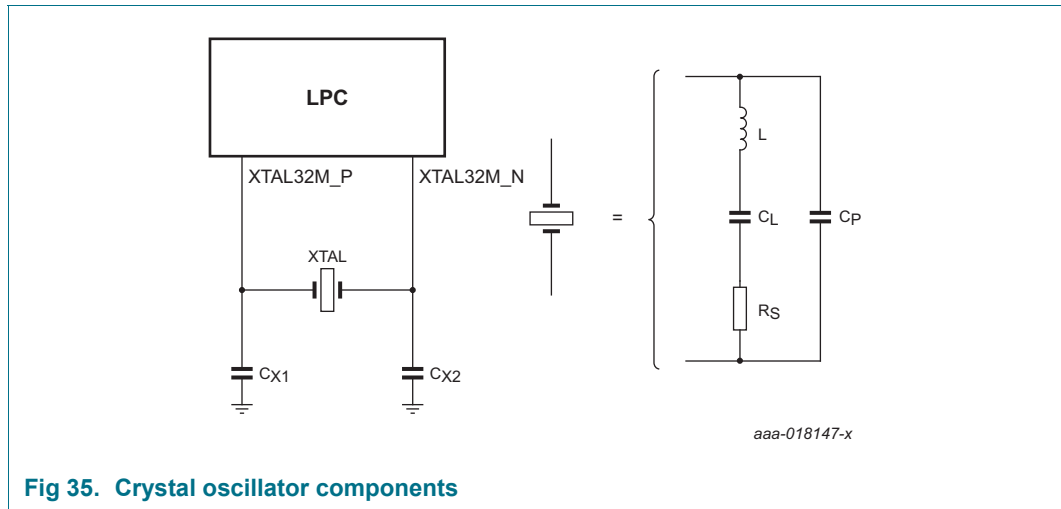 LPC
XTAL32M_P
XTAL32M_N
XTAL
CX1
CX2
=
L
CL
CP
RS
aaa-018147-x
Fig 35. Crystal oscillator components